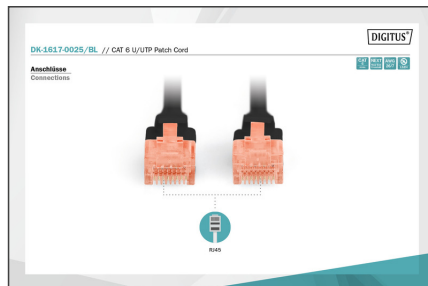 DIGITUS®
DK-1617-0025/BL // CAT 6 U/UTP Patch Cord
Anschlüsse
Connections
RJ45